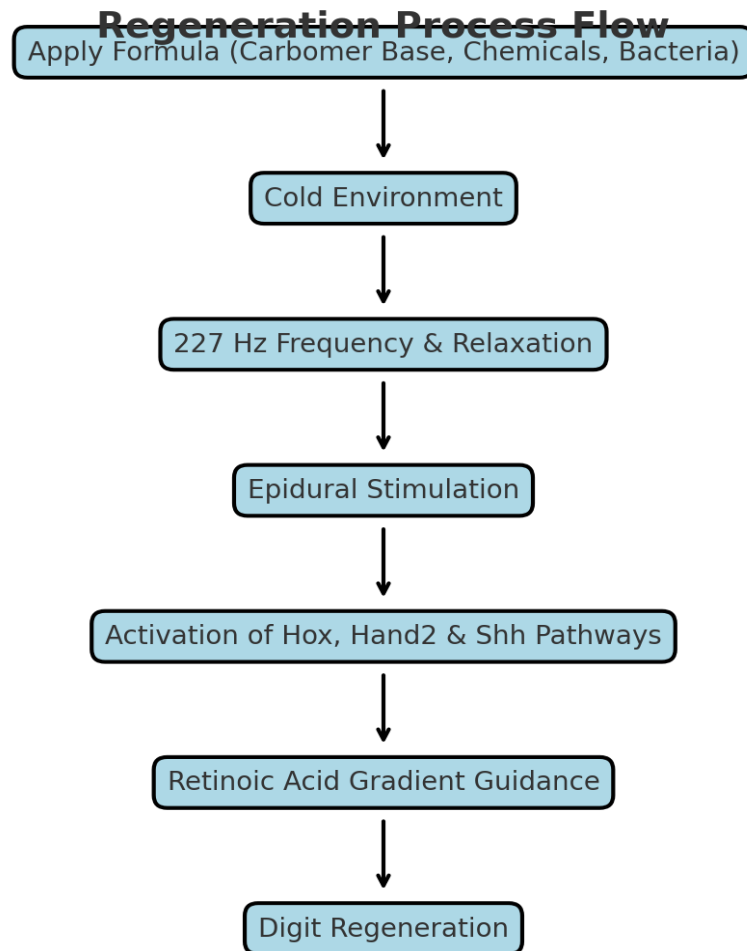 Regeneration Process Flow
Apply Formula (Carbomer Base, Chemicals, Bacteria)
Cold Environment
227 Hz Frequency & Relaxation
Epidural Stimulation
Activation of Hox, Hand2 & Shh Pathways
Retinoic Acid Gradient Guidance
Digit Regeneration